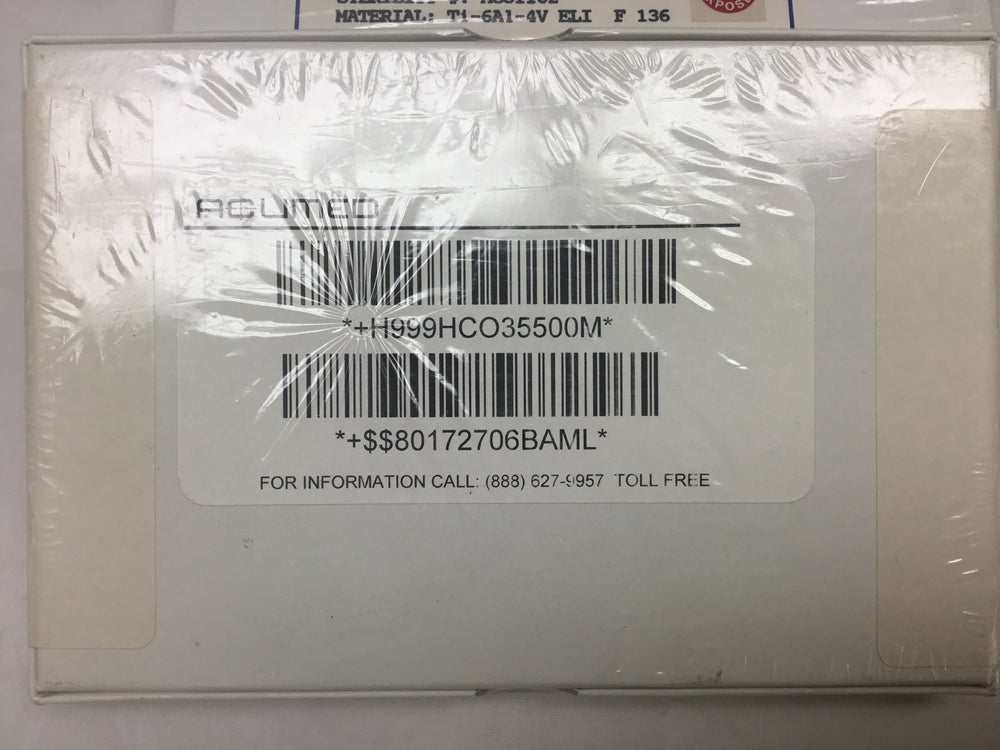 MATERIAL: Ti-6Al-4V ELI F 136
ACUMED
*+H999HCO35500M*
*+$$80172706BAML*
FOR INFORMATION CALL: (888) 627-9957 TOLL FREE